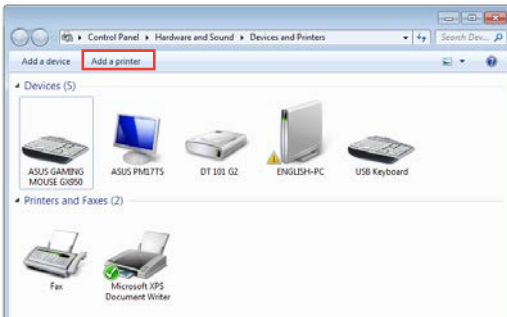 Control Panel ▸ Hardware and Sound ▸ Devices and Printers
Search Dev...
Add a device
Add a printer
Devices (5)
ASUS GAMING
MOUSE GX950
ASUS PM17TS
DT 101 G2
ENGLISH-PC
USB Keyboard
Printers and Faxes (2)
Fax
Microsoft XPS
Document Writer